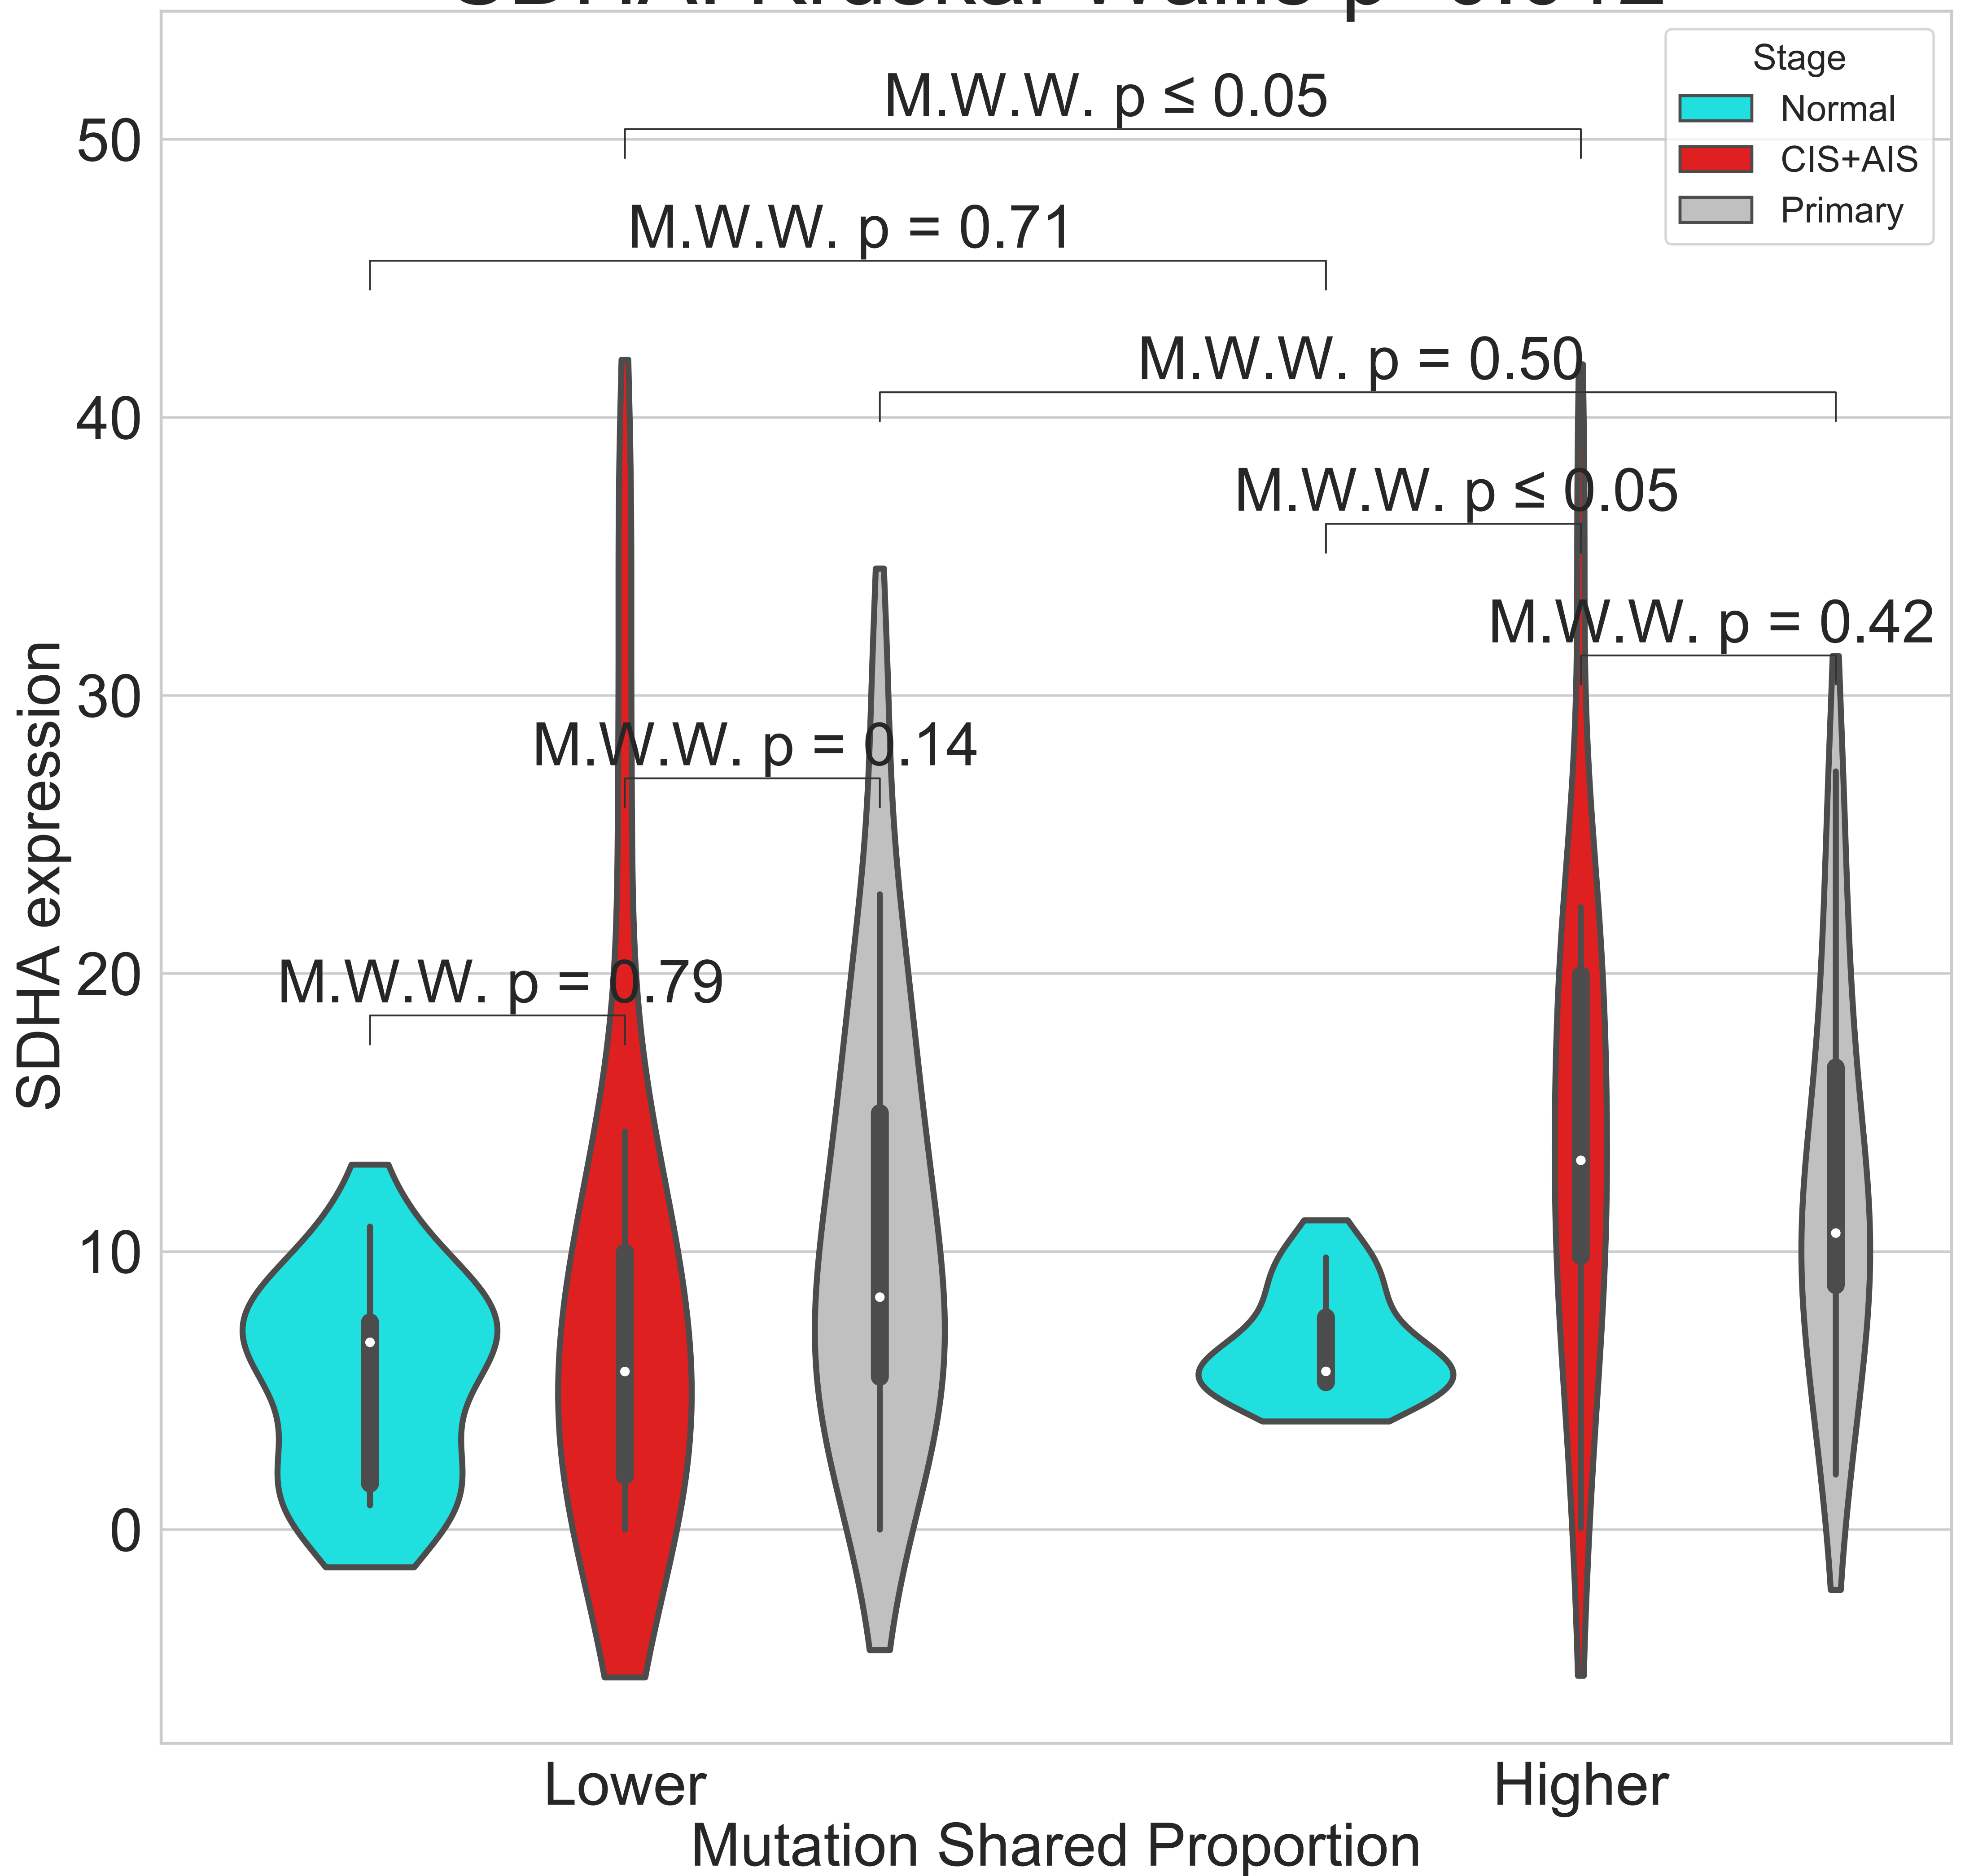 Stage
Normal
CIS+AIS
Primary
M.W.W. p ≤ 0.05
M.W.W. p = 0.71
M.W.W. p = 0.50
M.W.W. p ≤ 0.05
M.W.W. p = 0.42
M.W.W. p = 0.14
M.W.W. p = 0.79
50
40
30
20
10
0
SDHA expression
Lower
Higher
Mutation Shared Proportion